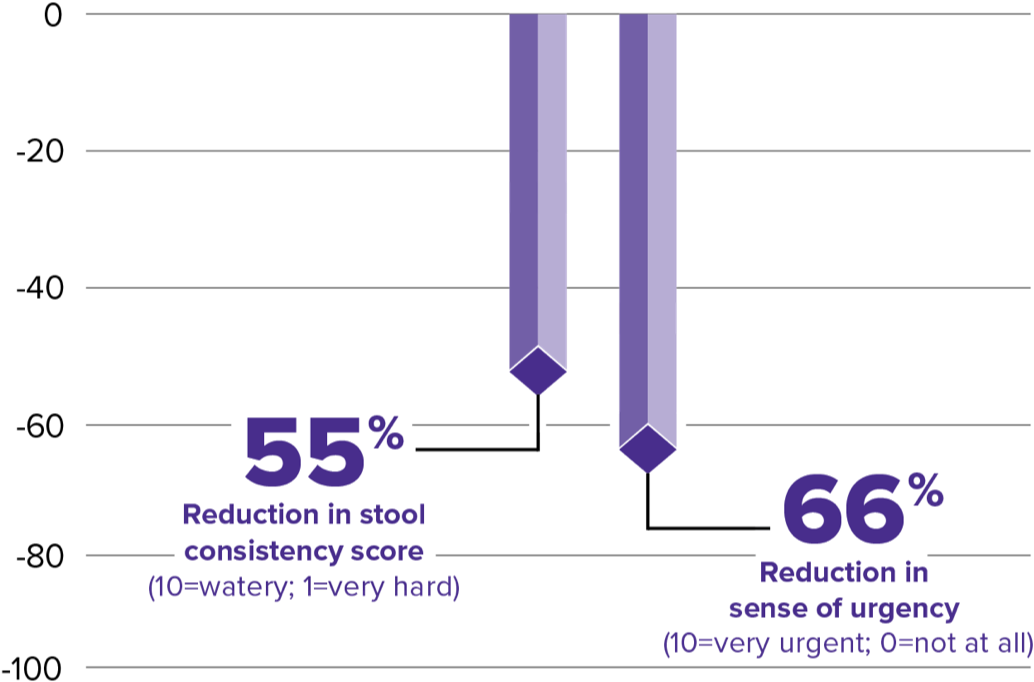 0
-20
-40
-60
55%
Reduction in stool
consistency score
(10=watery; 1=very hard)
66%
Reduction in
sense of urgency
(10=very urgent; 0=not at all)
-80
-100